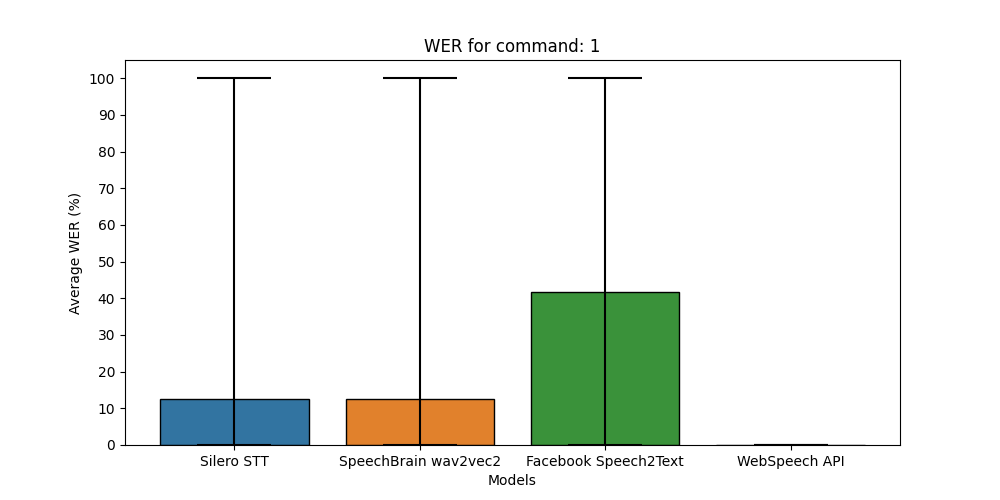 WER for command: 1
100
90
80
70
60
50
40
30
20
10
0
Average WER (%)
Silero STT
SpeechBrain wav2vec2
Facebook Speech2Text
WebSpeech API
Models